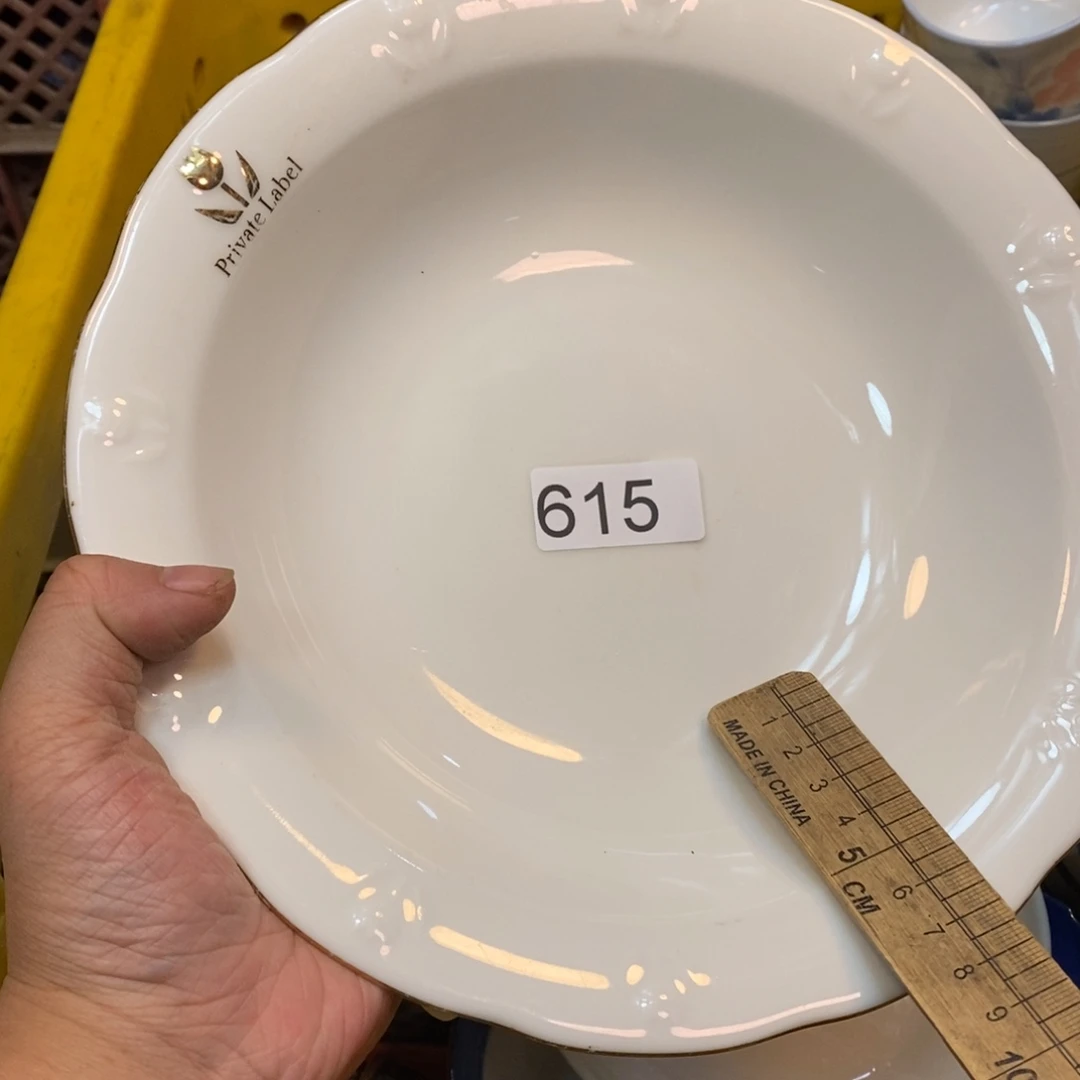 Private Label
615
MADE IN CHINA
1 2 3 4 5 6 7 8 9 10
CM